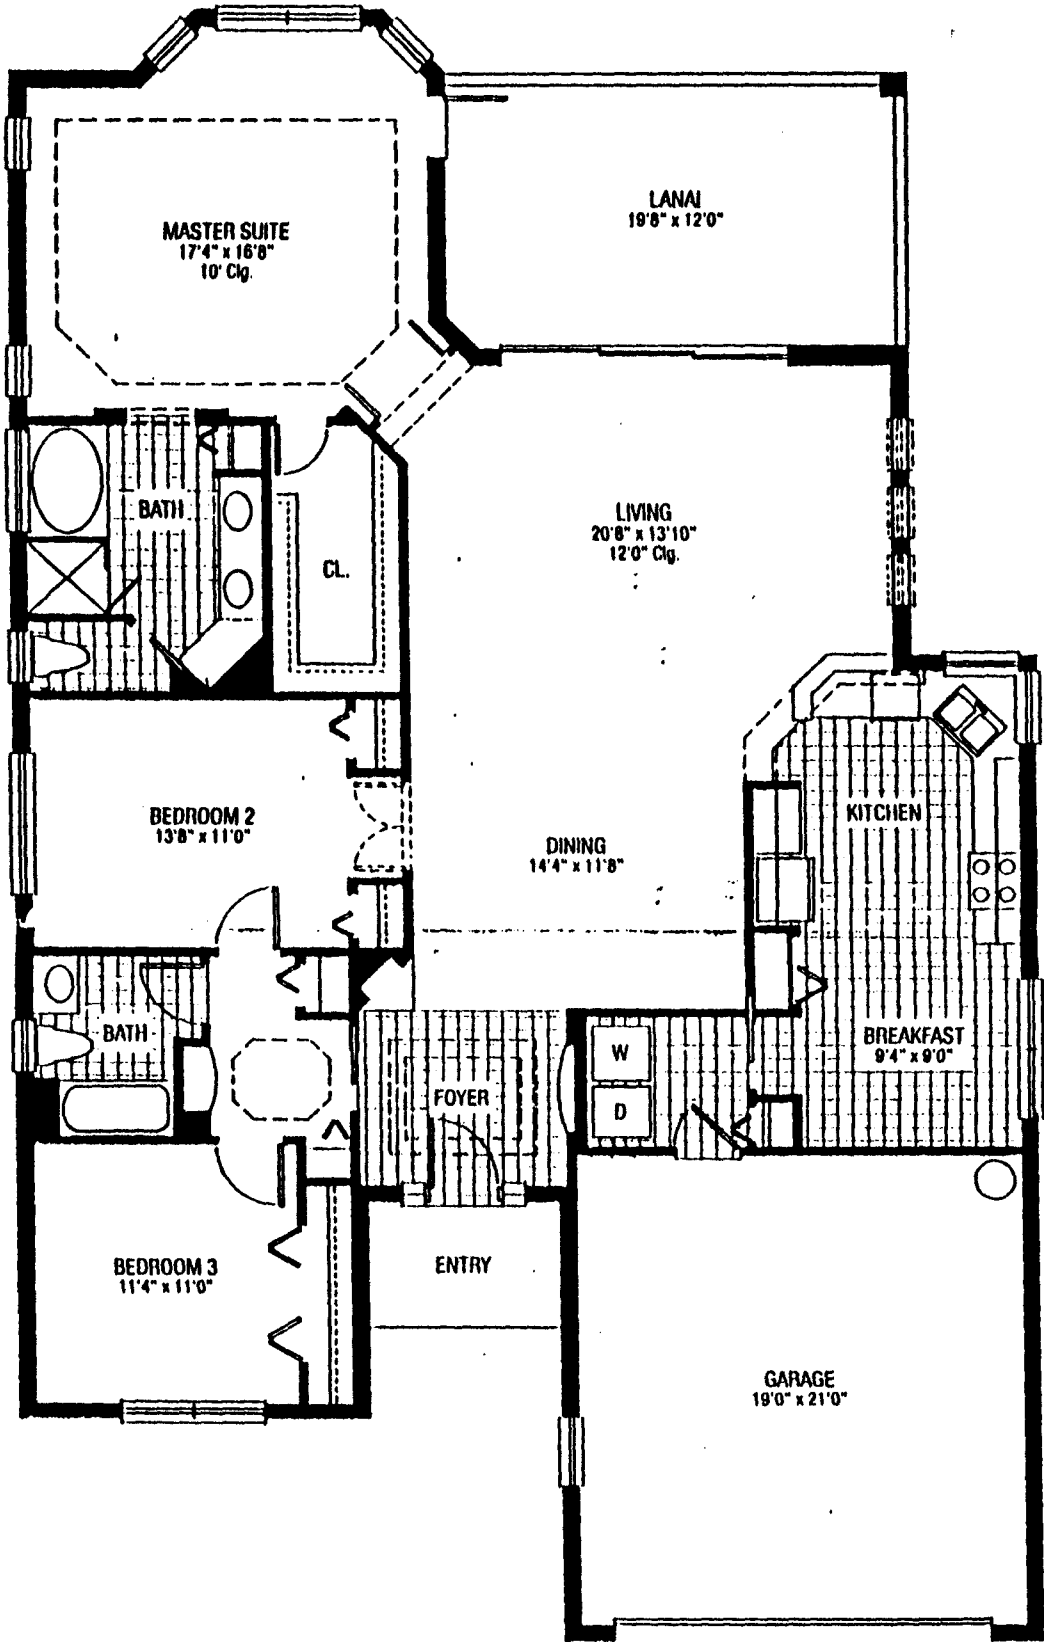 LANAI
19'8" x 12'0"
MASTER SUITE
17'4" x 16'8"
10' Clg.
BATH
LIVING
20'8" x 13'10"
12'0" Clg.
CL.
BEDROOM 2
13'8" x 11'0"
KITCHEN
DINING
14'4" x 11'8"
BATH
W
BREAKFAST
9'4" x 9'0"
FOYER
D
BEDROOM 3
11'4" x 11'0"
ENTRY
GARAGE
19'0" x 21'0"